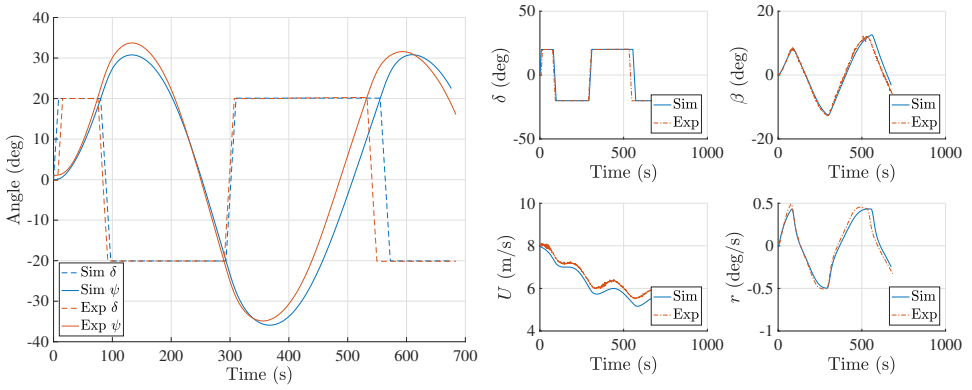 40
30
20
10
0
-10
-20
-30
-40
Angle (deg)
Sim δ
Sim ψ
Exp δ
Exp ψ
0 100 200 300 400 500 600 700
Time (s)
50
0
-50
δ (deg)
Sim
Exp
0 500 1000
Time (s)
20
0
-20
β (deg)
Sim
Exp
0 500 1000
Time (s)
10
8
6
4
U (m/s)
Sim
Exp
0 500 1000
Time (s)
0.5
0
-0.5
-1
r (deg/s)
Sim
Exp
0 500 1000
Time (s)